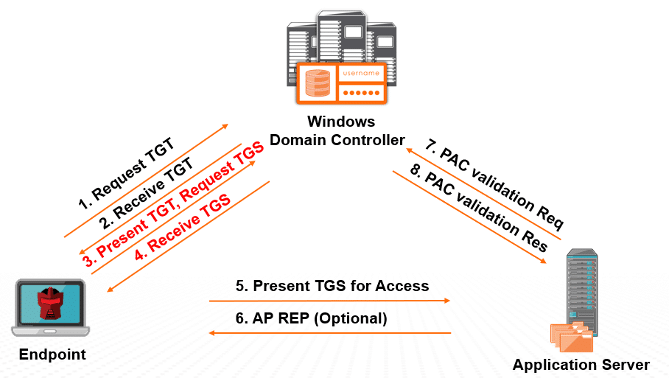 username
Windows
Domain Controller
1. Request TGT
2. Receive TGT
3. Present TGT, Request TGS
4. Receive TGS
7. PAC validation Req
8. PAC validation Res
5. Present TGS for Access
6. AP REP (Optional)
Endpoint
Application Server